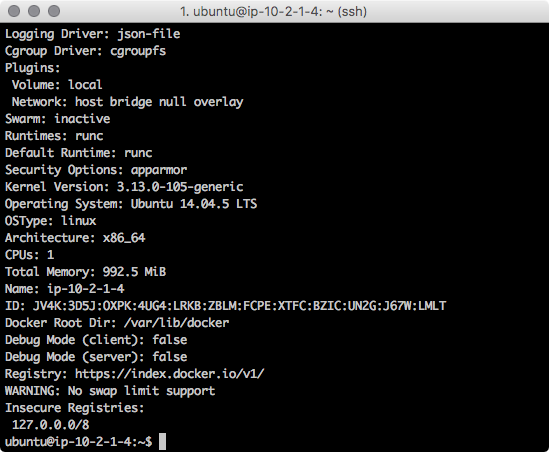 1. ubuntu@ip-10-2-1-4: ~ (ssh)
Logging Driver: json-file
Cgroup Driver: cgroupfs
Plugins:
 Volume: local
 Network: host bridge null overlay
Swarm: inactive
Runtimes: runc
Default Runtime: runc
Security Options: apparmor
Kernel Version: 3.13.0-105-generic
Operating System: Ubuntu 14.04.5 LTS
OSType: linux
Architecture: x86_64
CPUs: 1
Total Memory: 992.5 MiB
Name: ip-10-2-1-4
ID: JV4K:3D5J:OXPK:4UG4:LRKB:ZBLM:FCPE:XTFC:BZIC:UN2G:J67W:LMLT
Docker Root Dir: /var/lib/docker
Debug Mode (client): false
Debug Mode (server): false
Registry: https://index.docker.io/v1/
WARNING: No swap limit support
Insecure Registries:
 127.0.0.0/8
ubuntu@ip-10-2-1-4:~$